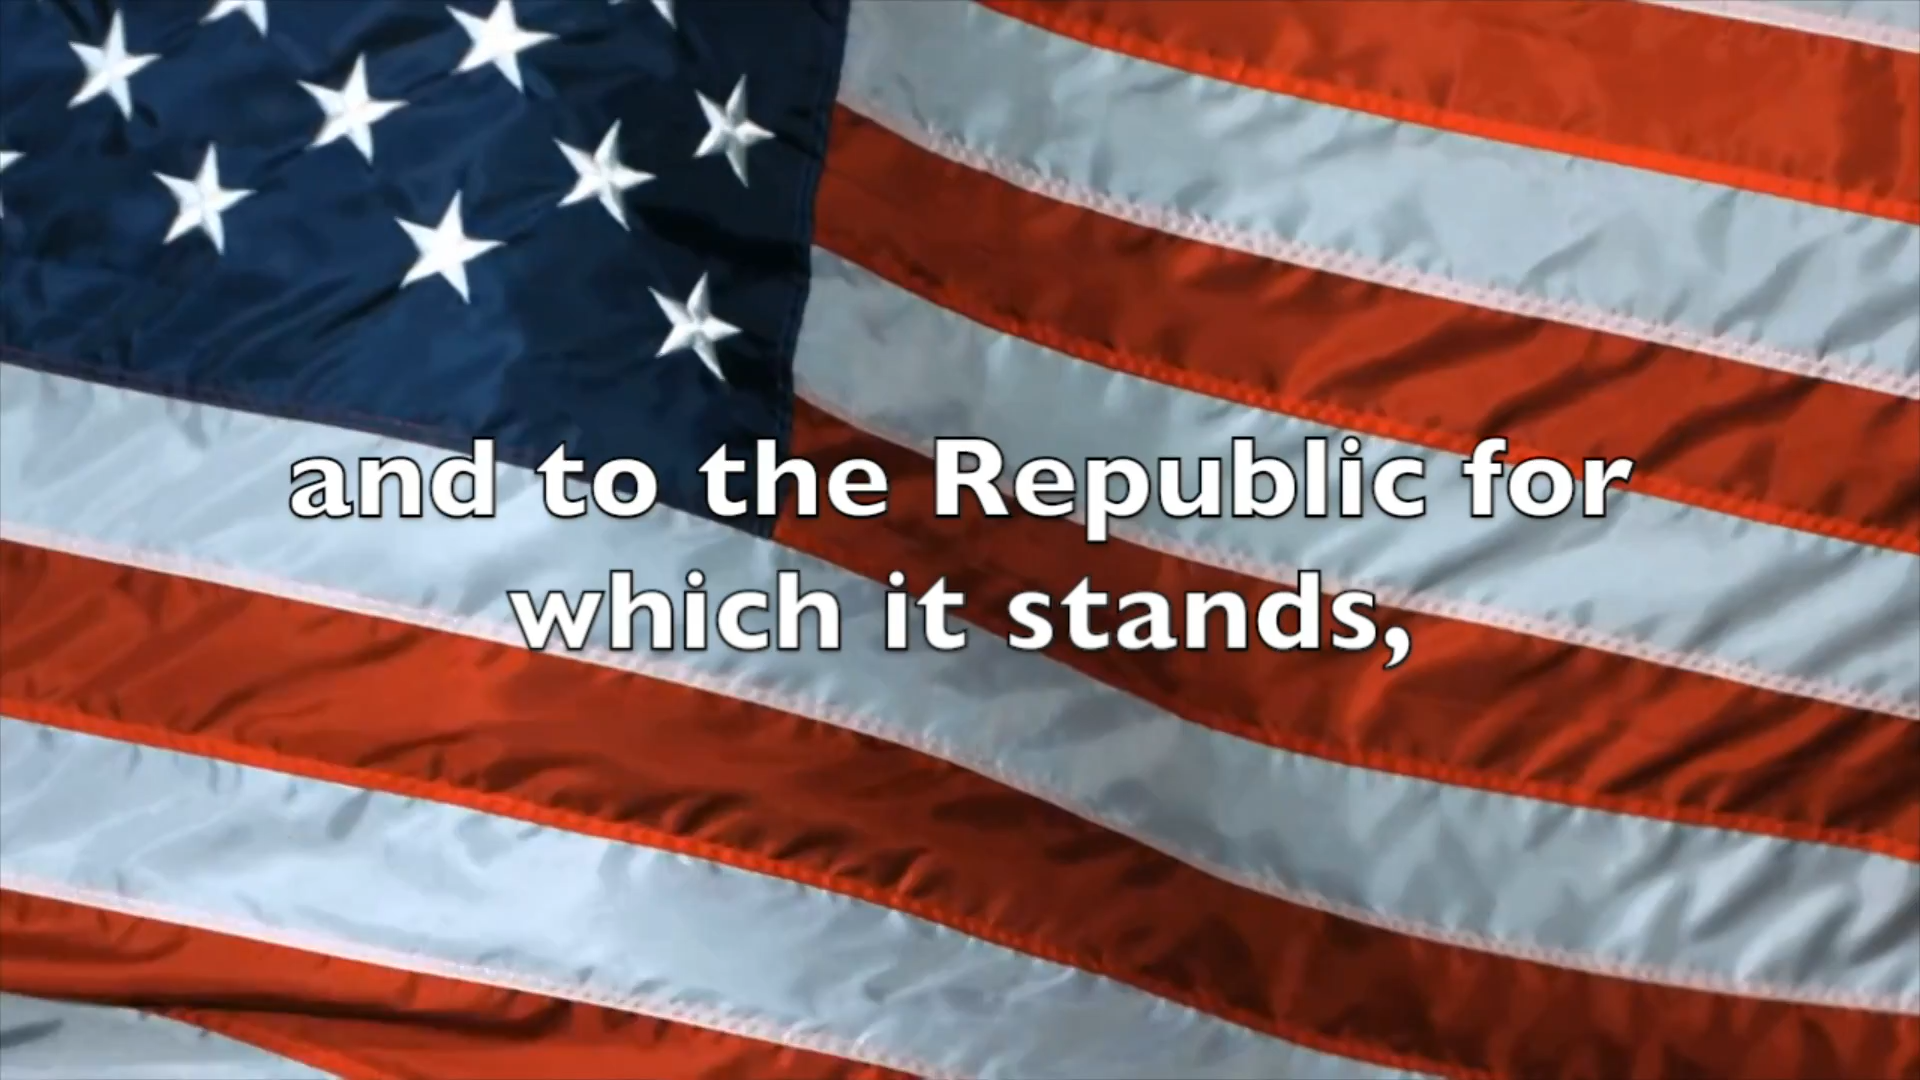 and to the Republic for
which it stands,